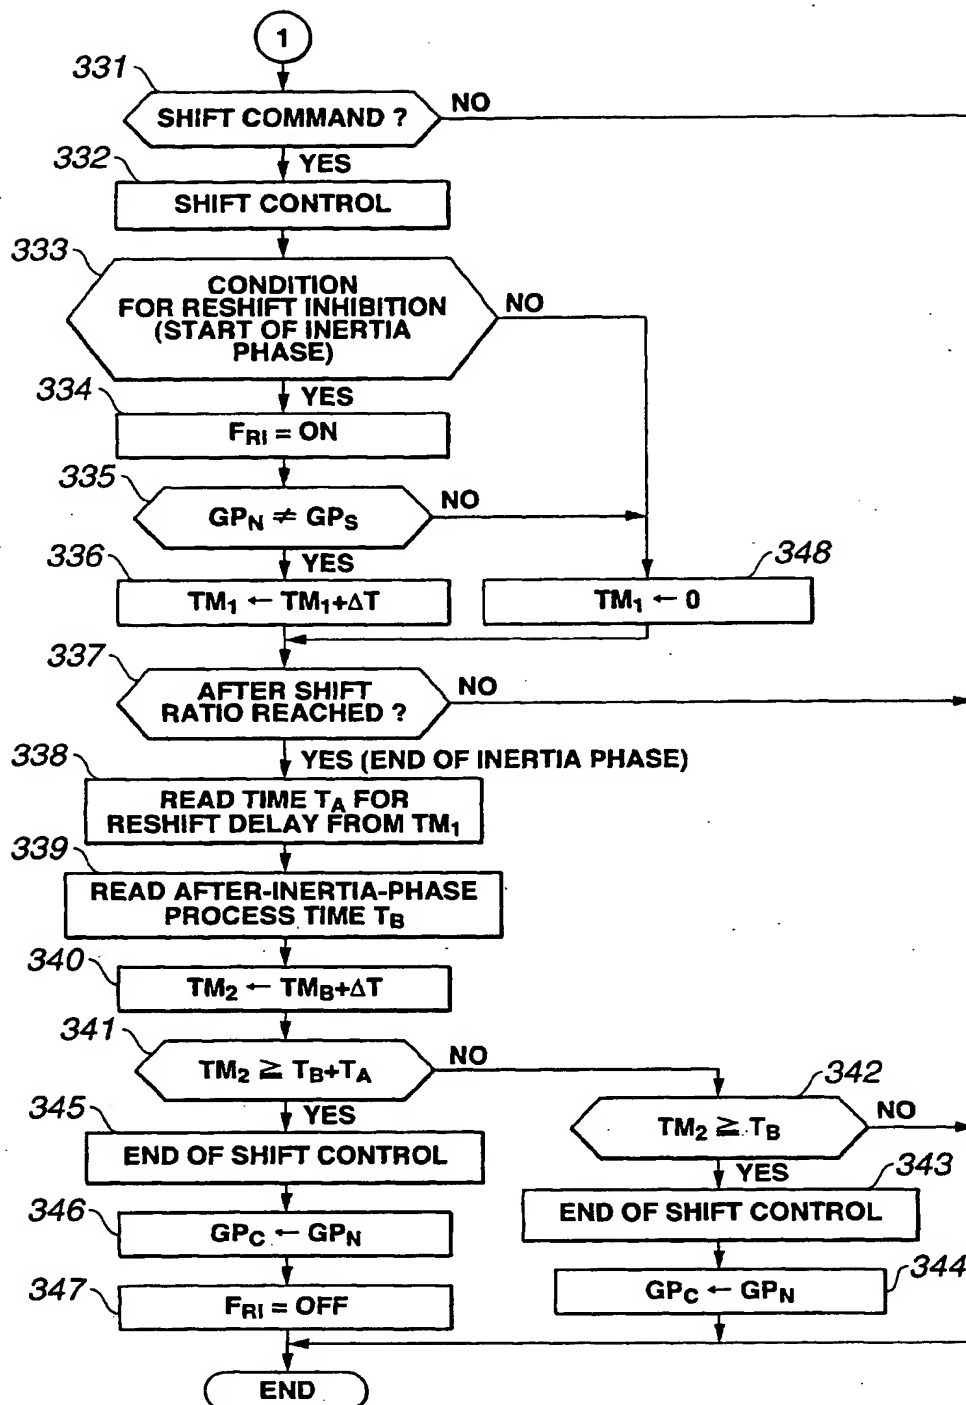 1
331
SHIFT COMMAND ?
NO
YES
332
SHIFT CONTROL
333
CONDITION
FOR RESHIFT INHIBITION
(START OF INERTIA
PHASE)
NO
YES
334
FRI = ON
335
GPN ≠ GPS
NO
YES
336
TM1 ← TM1+ΔT
348
TM1 ← 0
337
AFTER SHIFT
RATIO REACHED ?
NO
YES (END OF INERTIA PHASE)
338
READ TIME TA FOR
RESHIFT DELAY FROM TM1
339
READ AFTER-INERTIA-PHASE
PROCESS TIME TB
340
TM2 ← TMB+ΔT
341
TM2 ≧ TB+TA
NO
YES
342
TM2 ≧ TB
NO
YES
345
END OF SHIFT CONTROL
343
END OF SHIFT CONTROL
346
GPC ← GPN
344
GPC ← GPN
347
FRI = OFF
END